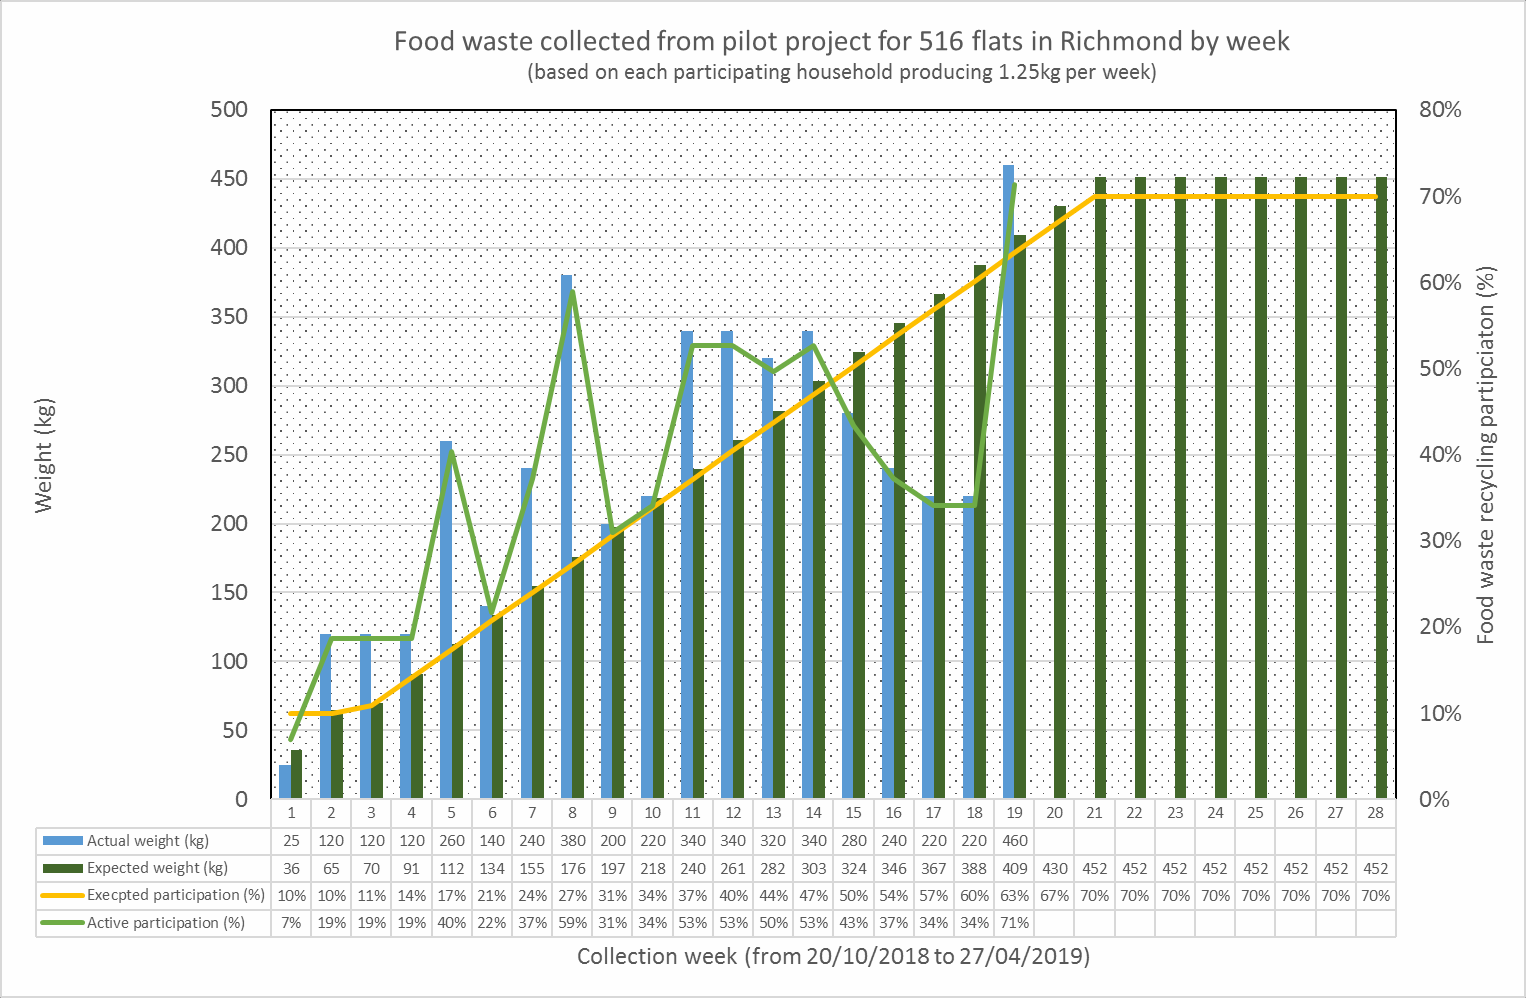 Food waste collected from pilot project for 516 flats in Richmond by week
(based on each participating household producing 1.25kg per week)
500 80%
450 70%
400 60%
350 50%
300 40%
250 30%
200 20%
150 10%
100 0%
50
0
Weight (kg)
Food waste recycling partipciaton (%)
1 2 3 4 5 6 7 8 9 10 11 12 13 14 15 16 17 18 19 20 21 22 23 24 25 26 27 28
Actual weight (kg) 25 120 120 120 260 140 240 380 200 220 340 340 320 340 280 240 220 220 460
Expected weight (kg) 36 65 70 91 112 134 155 176 197 218 240 261 282 303 324 346 367 388 409 430 452 452 452 452 452 452 452 452
Execpted participation (%) 10% 10% 11% 14% 17% 21% 24% 27% 31% 34% 37% 40% 44% 47% 50% 54% 57% 60% 63% 67% 70% 70% 70% 70% 70% 70% 70% 70%
Active participation (%) 7% 19% 19% 19% 40% 22% 37% 59% 31% 34% 53% 53% 50% 53% 43% 37% 34% 34% 71%
Collection week (from 20/10/2018 to 27/04/2019)